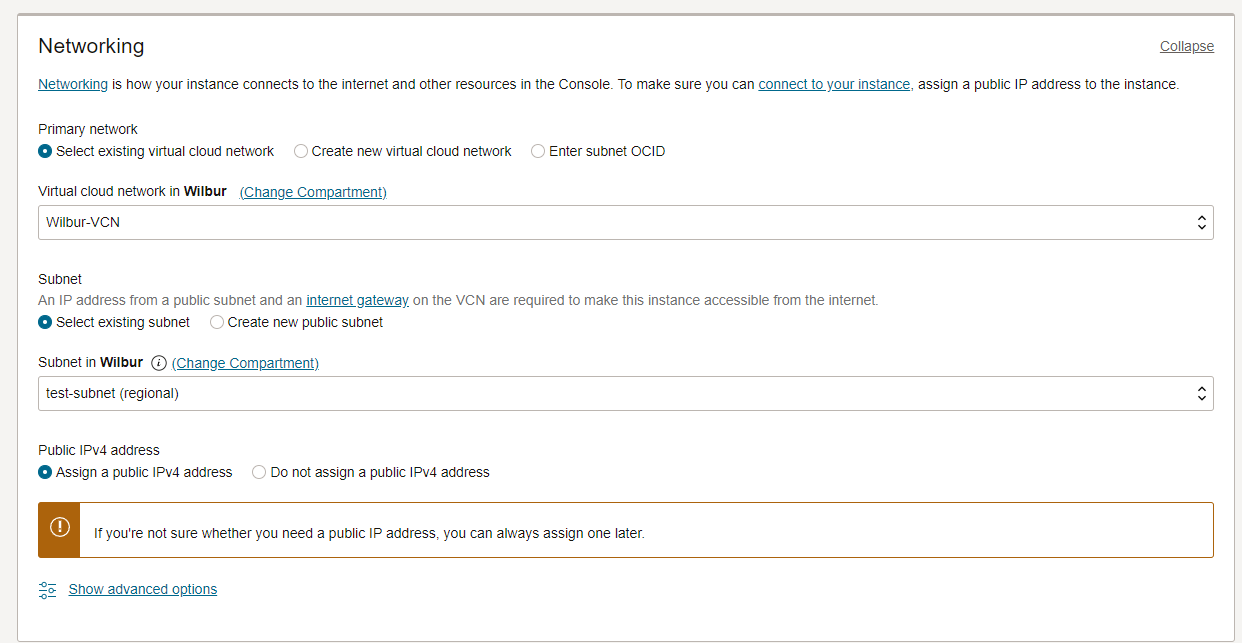 Networking
Collapse
Networking is how your instance connects to the internet and other resources in the Console. To make sure you can connect to your instance, assign a public IP address to the instance.
Primary network
Select existing virtual cloud network Create new virtual cloud network Enter subnet OCID
Virtual cloud network in Wilbur (Change Compartment)
Wilbur-VCN
Subnet
An IP address from a public subnet and an internet gateway on the VCN are required to make this instance accessible from the internet.
Select existing subnet Create new public subnet
Subnet in Wilbur (Change Compartment)
test-subnet (regional)
Public IPv4 address
Assign a public IPv4 address Do not assign a public IPv4 address
If you're not sure whether you need a public IP address, you can always assign one later.
Show advanced options